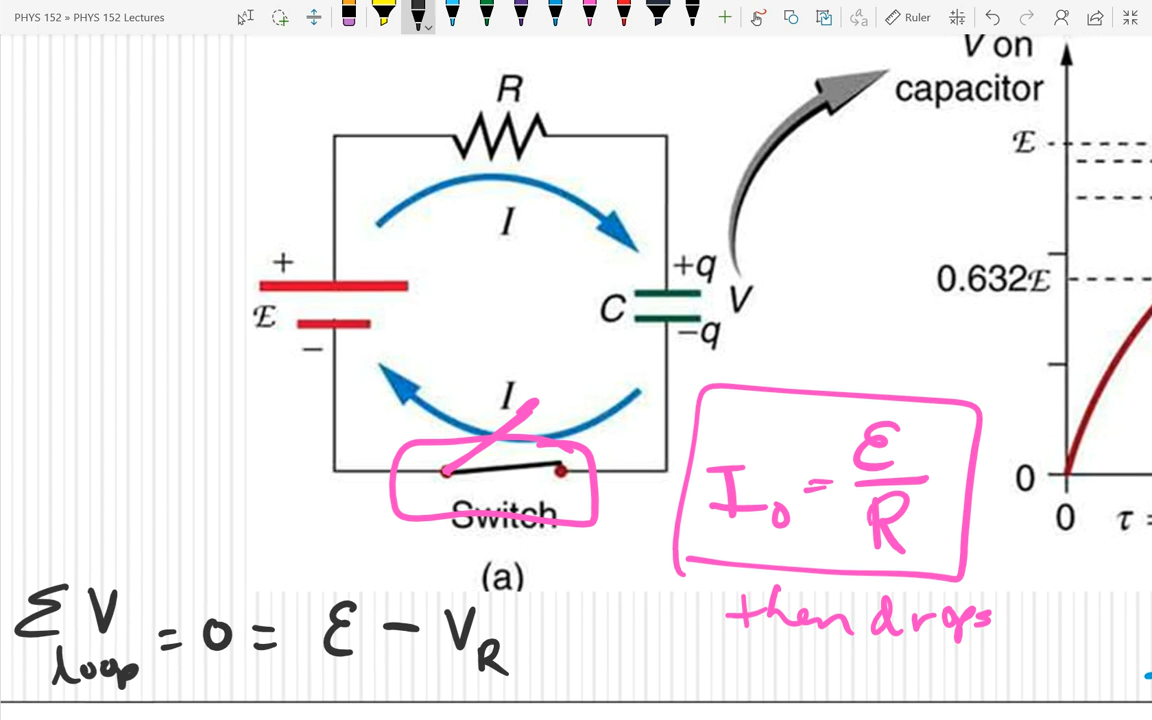 PHYS 152 » PHYS 152 Lectures
Ruler
R
I
+
ℰ
−
C
+q
−q
V
I
Switch
(a)
V on
capacitor
ℰ
0.632ℰ
0
0
τ =
I₀ = ℰ/R
then drops
ΣV loop = 0 = ℰ − V_R